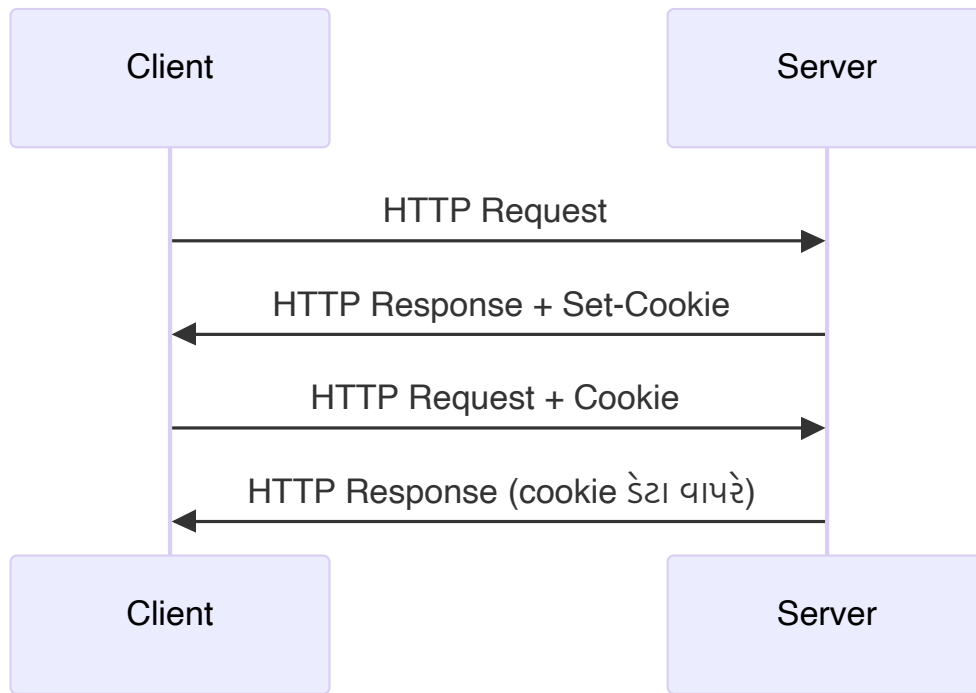 Client
Server
HTTP Request
HTTP Response + Set-Cookie
HTTP Request + Cookie
HTTP Response (cookie ડેટા વાપરે)
Client
Server